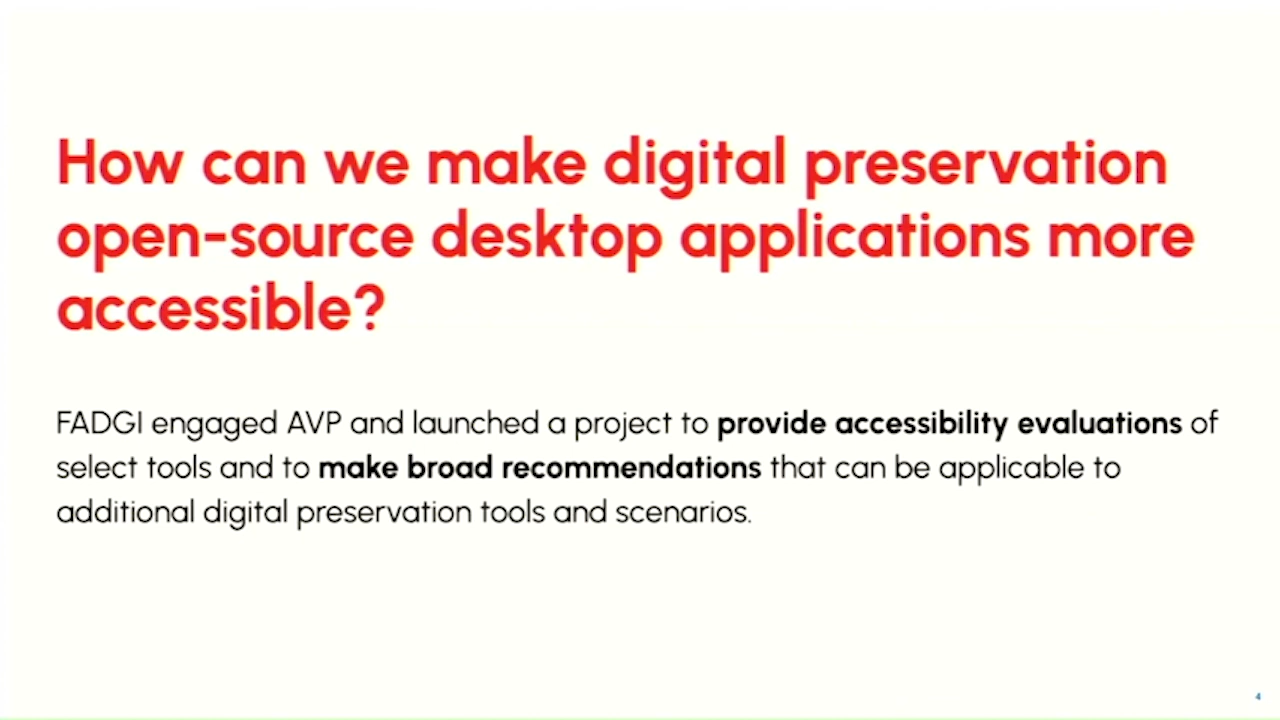 How can we make digital preservation
open-source desktop applications more
accessible?
FADGI engaged AVP and launched a project to provide accessibility evaluations of
select tools and to make broad recommendations that can be applicable to
additional digital preservation tools and scenarios.
4